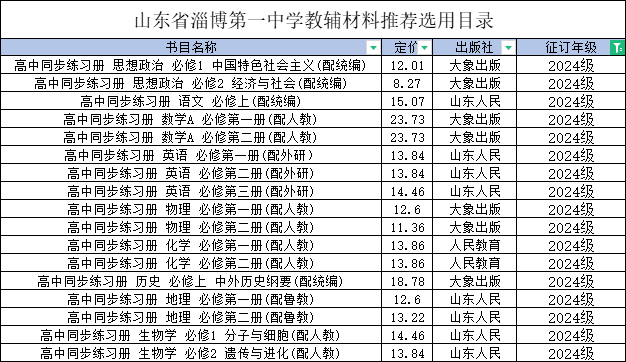 山东省淄博第一中学教辅材料推荐选用目录
书目名称 定价 出版社 征订年级
高中同步练习册 思想政治 必修1 中国特色社会主义(配统编) 12.01 大象出版 2024级
高中同步练习册 思想政治 必修2 经济与社会(配统编) 8.27 大象出版 2024级
高中同步练习册 语文 必修上(配统编) 15.07 山东人民 2024级
高中同步练习册 数学A 必修第一册(配人教) 23.73 大象出版 2024级
高中同步练习册 数学A 必修第二册(配人教) 23.73 大象出版 2024级
高中同步练习册 英语 必修第一册(配外研) 13.84 山东人民 2024级
高中同步练习册 英语 必修第二册(配外研) 13.84 山东人民 2024级
高中同步练习册 英语 必修第三册(配外研) 14.46 山东人民 2024级
高中同步练习册 物理 必修第一册(配人教) 12.6 大象出版 2024级
高中同步练习册 物理 必修第二册(配人教) 11.36 大象出版 2024级
高中同步练习册 化学 必修第一册(配人教) 13.86 人民教育 2024级
高中同步练习册 化学 必修第二册(配人教) 13.86 人民教育 2024级
高中同步练习册 历史 必修上 中外历史纲要(配统编) 18.78 大象出版 2024级
高中同步练习册 地理 必修第一册(配鲁教) 12.6 山东人民 2024级
高中同步练习册 地理 必修第二册(配鲁教) 13.22 山东人民 2024级
高中同步练习册 生物学 必修1 分子与细胞(配人教) 14.46 山东人民 2024级
高中同步练习册 生物学 必修2 遗传与进化(配人教) 13.84 山东人民 2024级